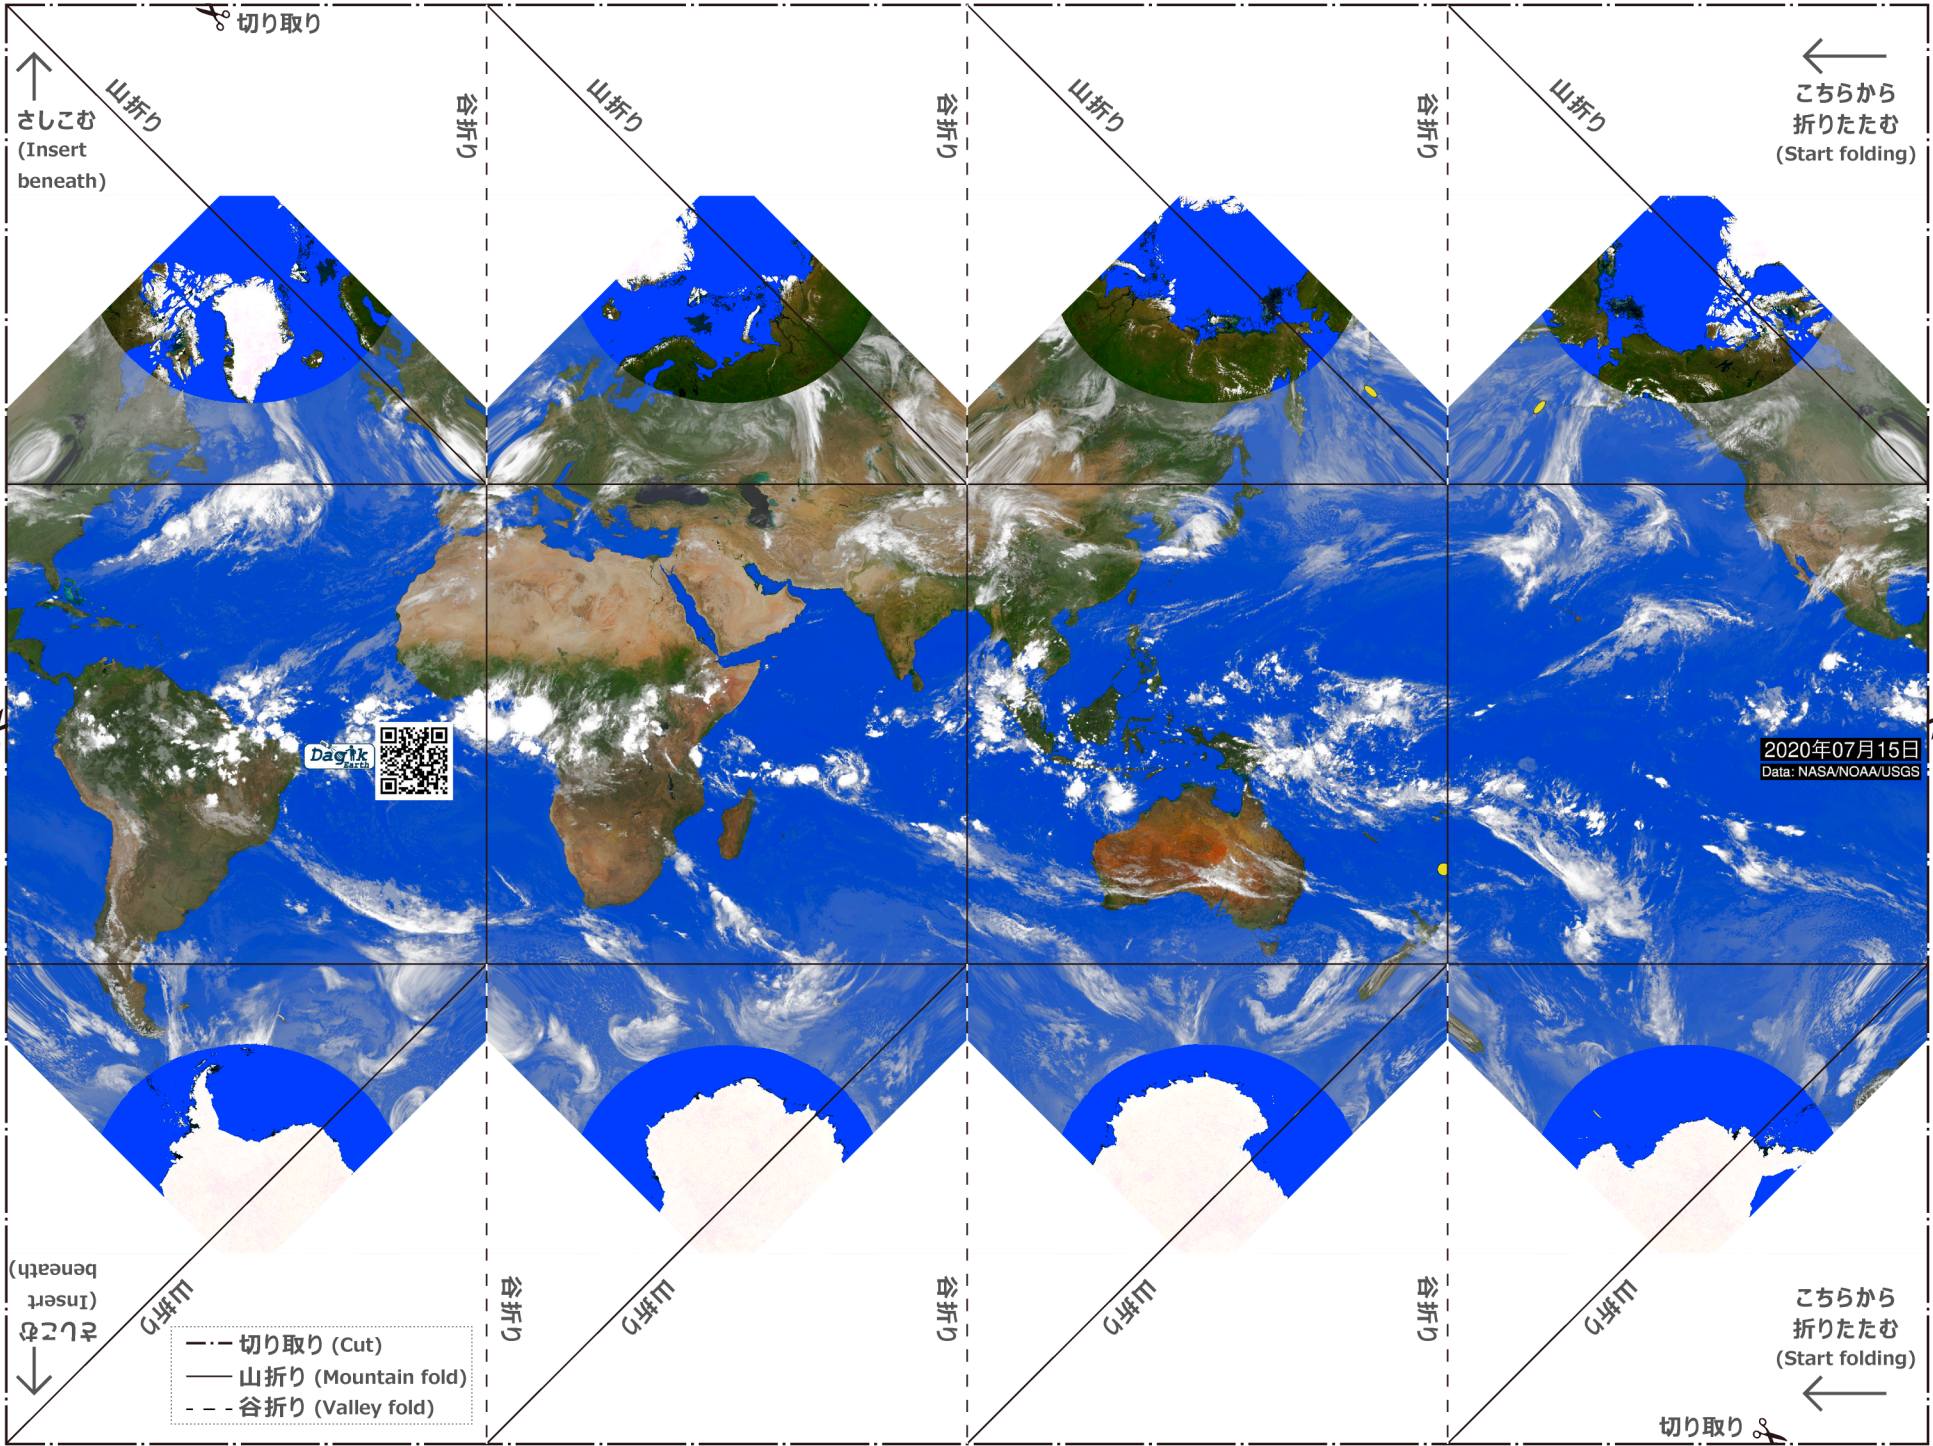 切り取り
山折り
谷折り
山折り
谷折り
山折り
谷折り
山折り
さしこむ
(Insert
beneath)
こちらから
折りたたむ
(Start folding)
Dagik
Earth
2020年07月15日
Data: NASA/NOAA/USGS
さしこむ
(Insert
beneath)
山折り
谷折り
山折り
谷折り
山折り
谷折り
山折り
切り取り (Cut)
山折り (Mountain fold)
谷折り (Valley fold)
こちらから
折りたたむ
(Start folding)
切り取り